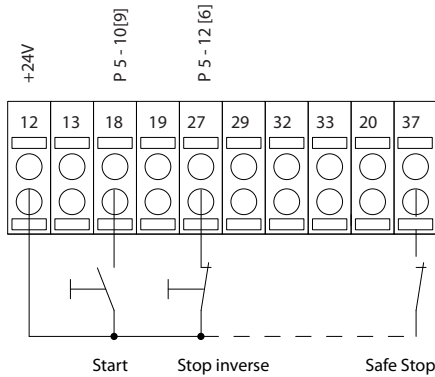 +24V
P 5 - 10[9]
P 5 - 12 [6]
12 13 18 19 27 29 32 33 20 37
Start Stop inverse Safe Stop